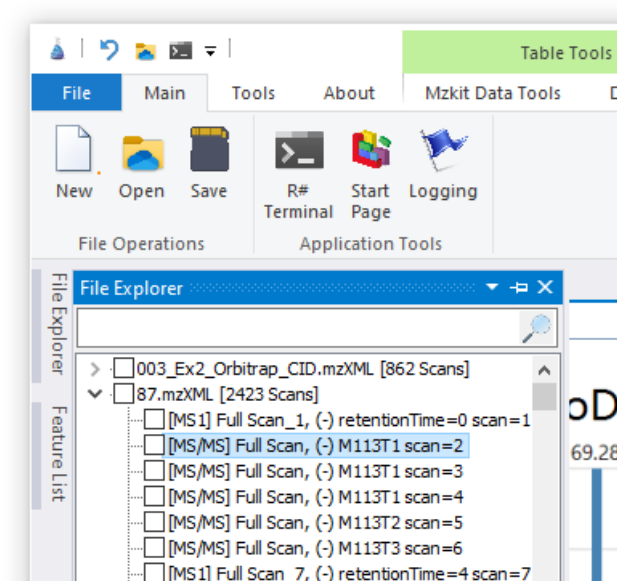 Table Tools
File Main Tools About Mzkit Data Tools
New Open Save R# Terminal Start Page Logging
File Operations Application Tools
File Explorer
Feature List
File Explorer
003_Ex2_Orbitrap_CID.mzXML [862 Scans]
87.mzXML [2423 Scans]
[MS1] Full Scan_1, (-) retentionTime=0 scan=1
[MS/MS] Full Scan, (-) M113T1 scan=2
[MS/MS] Full Scan, (-) M113T1 scan=3
[MS/MS] Full Scan, (-) M113T1 scan=4
[MS/MS] Full Scan, (-) M113T2 scan=5
[MS/MS] Full Scan, (-) M113T3 scan=6
[MS1] Full Scan_7, (-) retentionTime=4 scan=7
oD
69.28